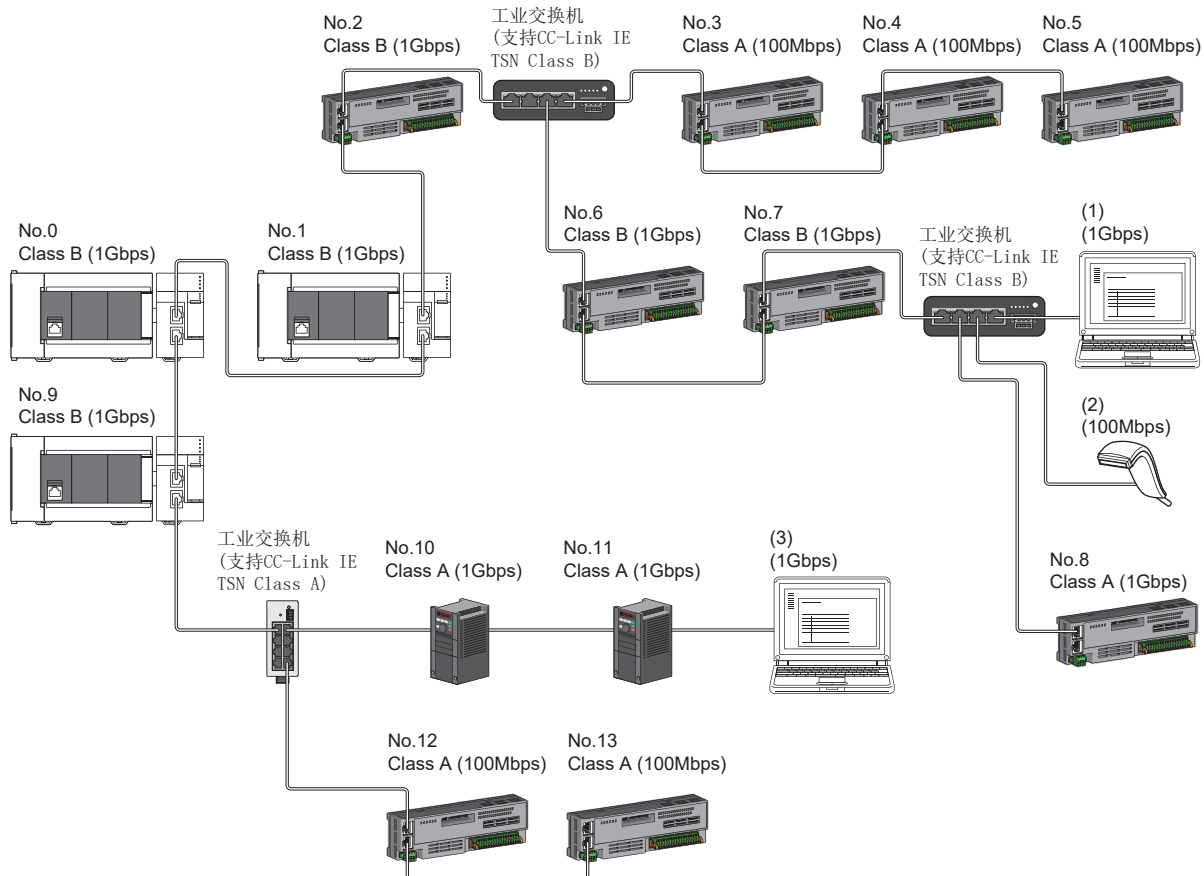 No.2
Class B (1Gbps)
工业交换机
(支持CC-Link IE
TSN Class B)
No.3
Class A (100Mbps)
No.4
Class A (100Mbps)
No.5
Class A (100Mbps)
No.0
Class B (1Gbps)
No.1
Class B (1Gbps)
No.6
Class B (1Gbps)
No.7
Class B (1Gbps)
工业交换机
(支持CC-Link IE
TSN Class B)
(1)
(1Gbps)
No.9
Class B (1Gbps)
(2)
(100Mbps)
工业交换机
(支持CC-Link IE
TSN Class A)
No.10
Class A (1Gbps)
No.11
Class A (1Gbps)
(3)
(1Gbps)
No.8
Class A (1Gbps)
No.12
Class A (100Mbps)
No.13
Class A (100Mbps)